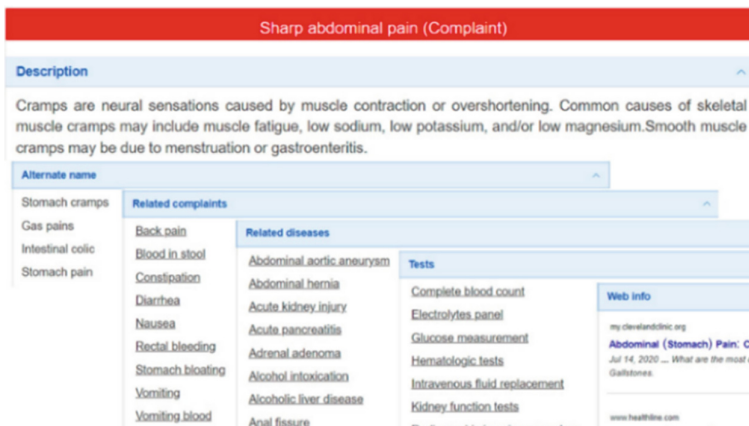 Sharp abdominal pain (Complaint)
Description
Cramps are neural sensations caused by muscle contraction or overshortening. Common causes of skeletal
muscle cramps may include muscle fatigue, low sodium, low potassium, and/or low magnesium.Smooth muscle
cramps may be due to menstruation or gastroenteritis.
Alternate name
Stomach cramps
Gas pains
Intestinal colic
Stomach pain
Related complaints
Back pain
Blood in stool
Constipation
Diarrhea
Nausea
Rectal bleeding
Stomach bloating
Vomiting
Vomiting blood
Related diseases
Abdominal aortic aneurysm
Abdominal hernia
Acute kidney injury
Acute pancreatitis
Adrenal adenoma
Alcohol intoxication
Alcoholic liver disease
Anal fissure
Tests
Complete blood count
Electrolytes panel
Glucose measurement
Hematologic tests
Intravenous fluid replacement
Kidney function tests
Web info
my.clevelandclinic.org
Abdominal (Stomach) Pain:
Jul 14, 2020 ... What are the most
Gallstones.
www.healthline.com